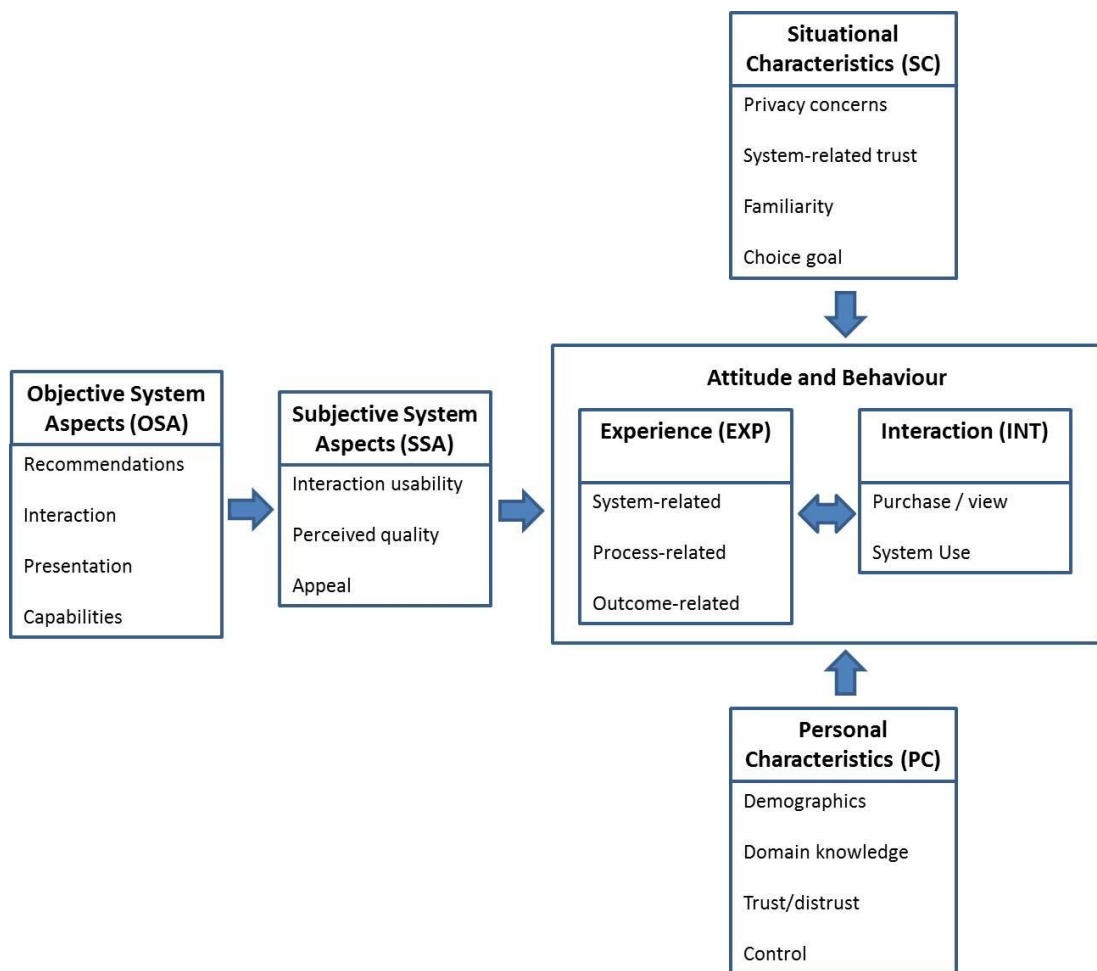 Situational
Characteristics (SC)
Privacy concerns
System-related trust
Familiarity
Choice goal
Objective System
Aspects (OSA)
Recommendations
Interaction
Presentation
Capabilities
Subjective System
Aspects (SSA)
Interaction usability
Perceived quality
Appeal
Attitude and Behaviour
Experience (EXP)
System-related
Process-related
Outcome-related
Interaction (INT)
Purchase / view
System Use
Personal
Characteristics (PC)
Demographics
Domain knowledge
Trust/distrust
Control